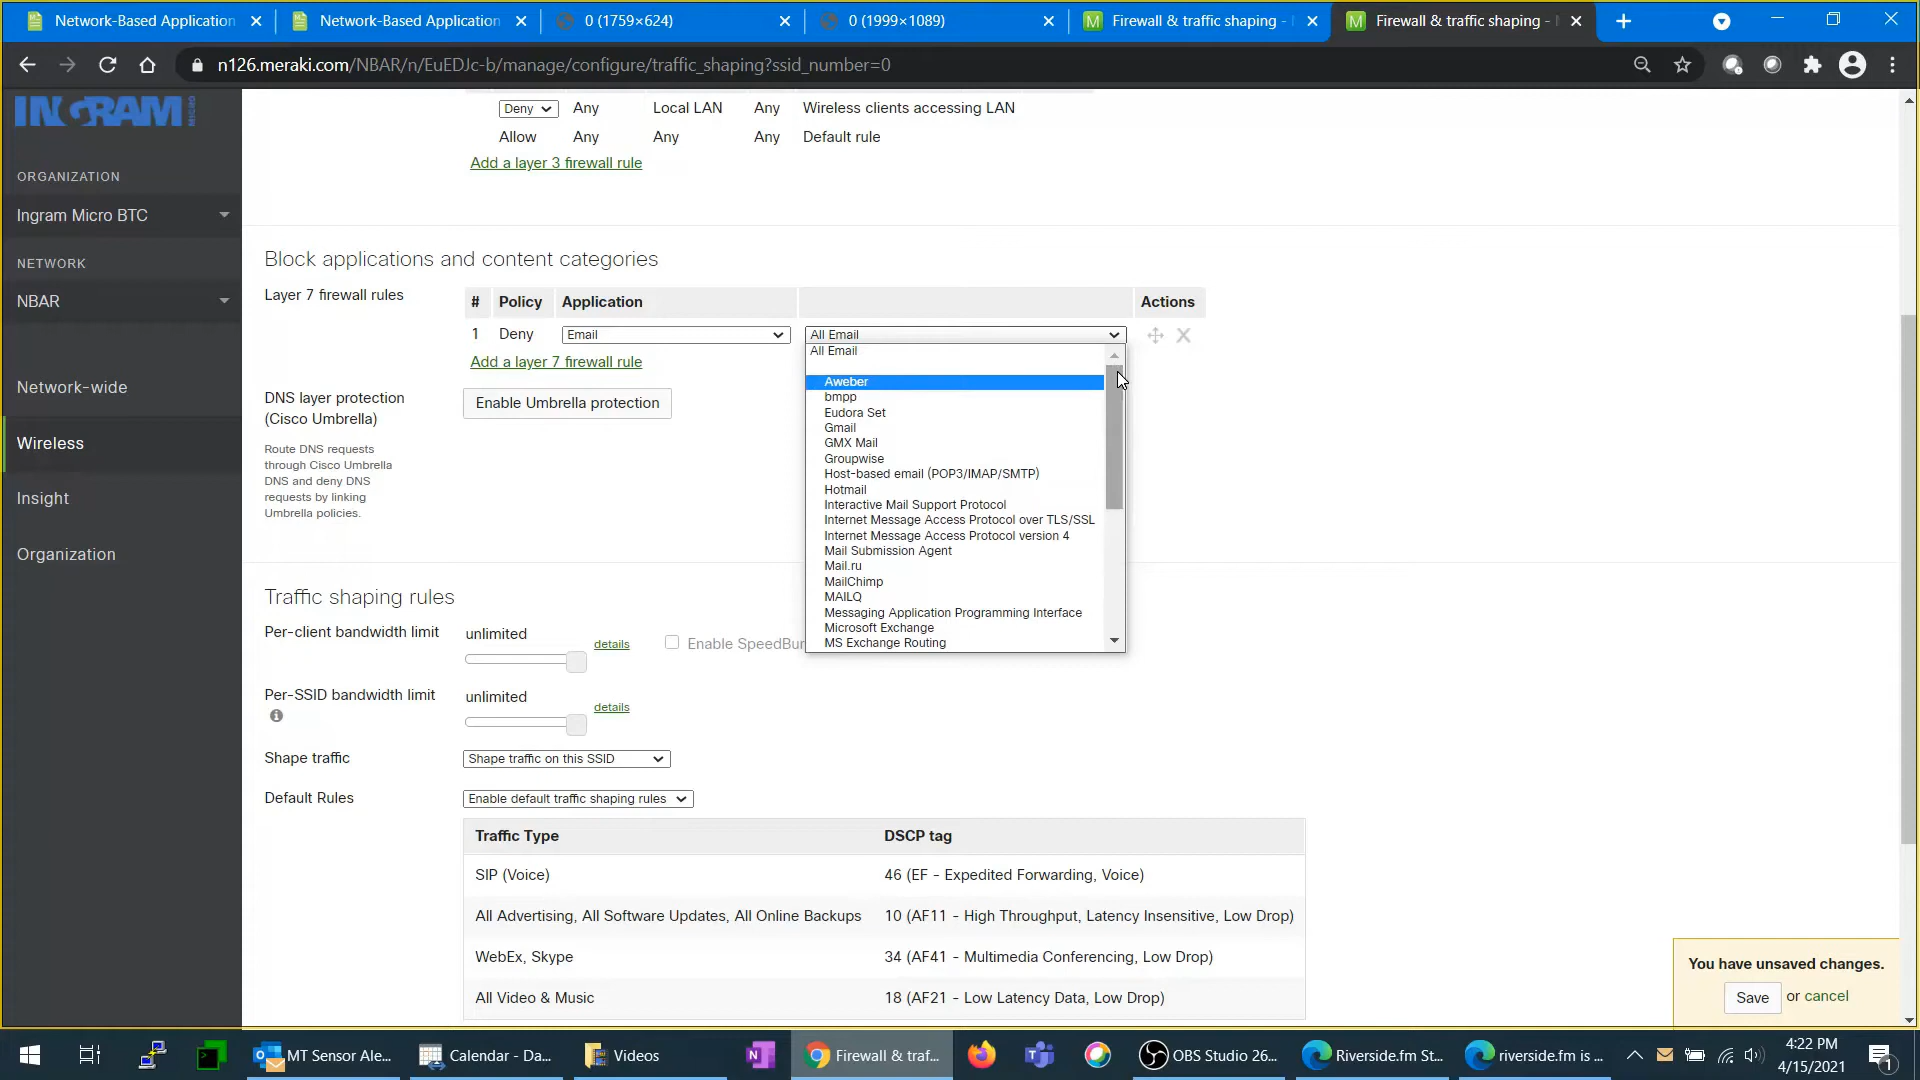 Network-Based Application
Network-Based Application
0 (1759×624)
0 (1999×1089)
Firewall & traffic shaping -
Firewall & traffic shaping -
n126.meraki.com/NBAR/n/EuEDJc-b/manage/configure/traffic_shaping?ssid_number=0
INGRAM MICRO
ORGANIZATION
Ingram Micro BTC
NETWORK
NBAR
Network-wide
Wireless
Insight
Organization
Deny Any Local LAN Any Wireless clients accessing LAN
Allow Any Any Any Default rule
Add a layer 3 firewall rule
Block applications and content categories
Layer 7 firewall rules
# Policy Application Actions
1 Deny Email All Email
Add a layer 7 firewall rule
All Email
Aweber
bmpp
Eudora Set
Gmail
GMX Mail
Groupwise
Host-based email (POP3/IMAP/SMTP)
Hotmail
Interactive Mail Support Protocol
Internet Message Access Protocol over TLS/SSL
Internet Message Access Protocol version 4
Mail Submission Agent
Mail.ru
MailChimp
MAILQ
Messaging Application Programming Interface
Microsoft Exchange
MS Exchange Routing
DNS layer protection
(Cisco Umbrella)
Enable Umbrella protection
Route DNS requests
through Cisco Umbrella
DNS and deny DNS
requests by linking
Umbrella policies.
Traffic shaping rules
Per-client bandwidth limit
unlimited
details
Enable SpeedBur
Per-SSID bandwidth limit
unlimited
details
Shape traffic
Shape traffic on this SSID
Default Rules
Enable default traffic shaping rules
Traffic Type DSCP tag
SIP (Voice) 46 (EF - Expedited Forwarding, Voice)
All Advertising, All Software Updates, All Online Backups 10 (AF11 - High Throughput, Latency Insensitive, Low Drop)
WebEx, Skype 34 (AF41 - Multimedia Conferencing, Low Drop)
All Video & Music 18 (AF21 - Low Latency Data, Low Drop)
You have unsaved changes.
Save or cancel
MT Sensor Ale...
Calendar - Da...
Videos
Firewall & traf...
OBS Studio 26...
Riverside.fm St...
riverside.fm is ...
4:22 PM
4/15/2021
1